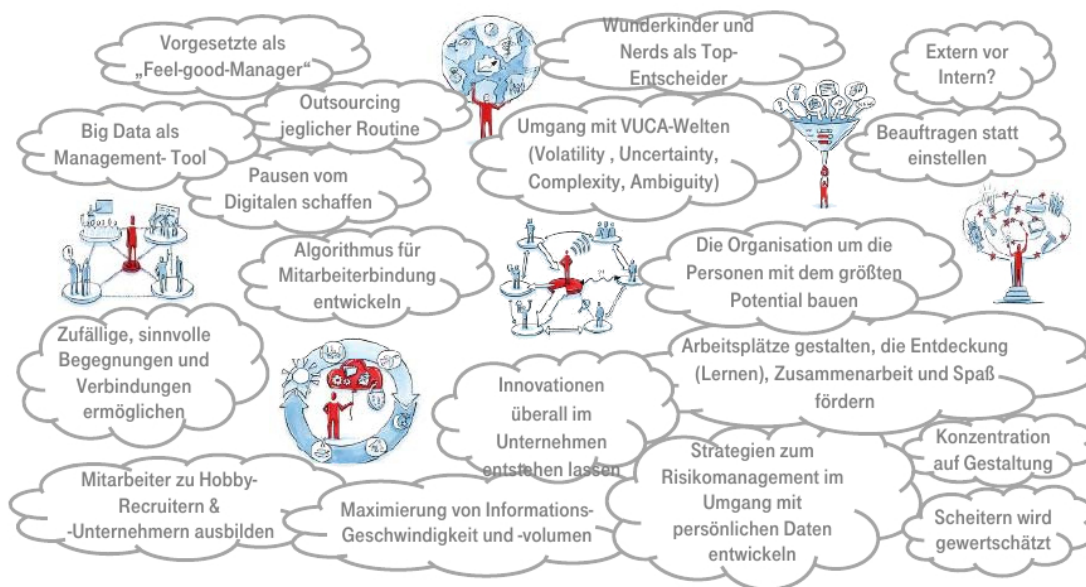 Vorgesetzte als
„Feel-good-Manager“
Wunderkinder und
Nerds als Top-
Entscheider
Extern vor
Intern?
Outsourcing
jeglicher Routine
Big Data als
Management- Tool
Umgang mit VUCA-Welten
(Volatility , Uncertainty,
Complexity, Ambiguity)
Beauftragen statt
einstellen
Pausen vom
Digitalen schaffen
Algorithmus für
Mitarbeiterbindung
entwickeln
Die Organisation um die
Personen mit dem größten
Potential bauen
Zufällige, sinnvolle
Begegnungen und
Verbindungen
ermöglichen
Arbeitsplätze gestalten, die Entdeckung
(Lernen), Zusammenarbeit und Spaß
fördern
Innovationen
überall im
Unternehmen
entstehen lassen
Konzentration
auf Gestaltung
Strategien zum
Risikomanagement im
Umgang mit
persönlichen Daten
entwickeln
Mitarbeiter zu Hobby-
Recruitern &
-Unternehmern ausbilden
Maximierung von Informations-
Geschwindigkeit und -volumen
Scheitern wird
gewertschätzt